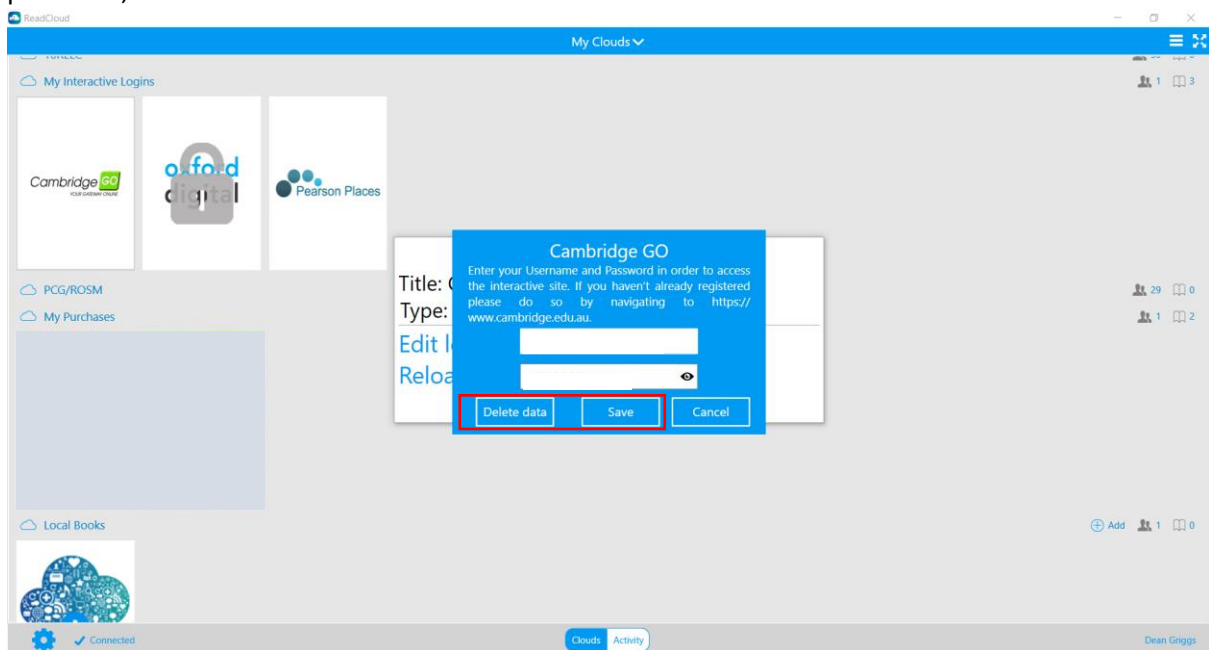 ReadCloud
My Clouds
My Interactive Logins 1 3
Cambridge GO
YOUR GATEWAY ONLINE
oxford
digital
Pearson Places
Cambridge GO
Enter your Username and Password in order to access
the interactive site. If you haven't already registered
please do so by navigating to https://
www.cambridge.edu.au.
Title:
Type:
Edit
Delete data Save Cancel
PCG/ROSM 29 0
My Purchases 1 2
Local Books Add 1 0
Connected Clouds Activity Dean Griggs